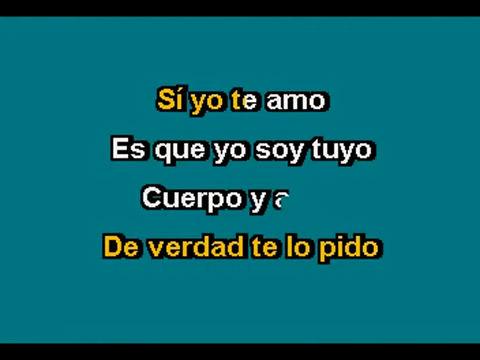 Sí yo te amo
Es que yo soy tuyo
Cuerpo y
De verdad te lo pido